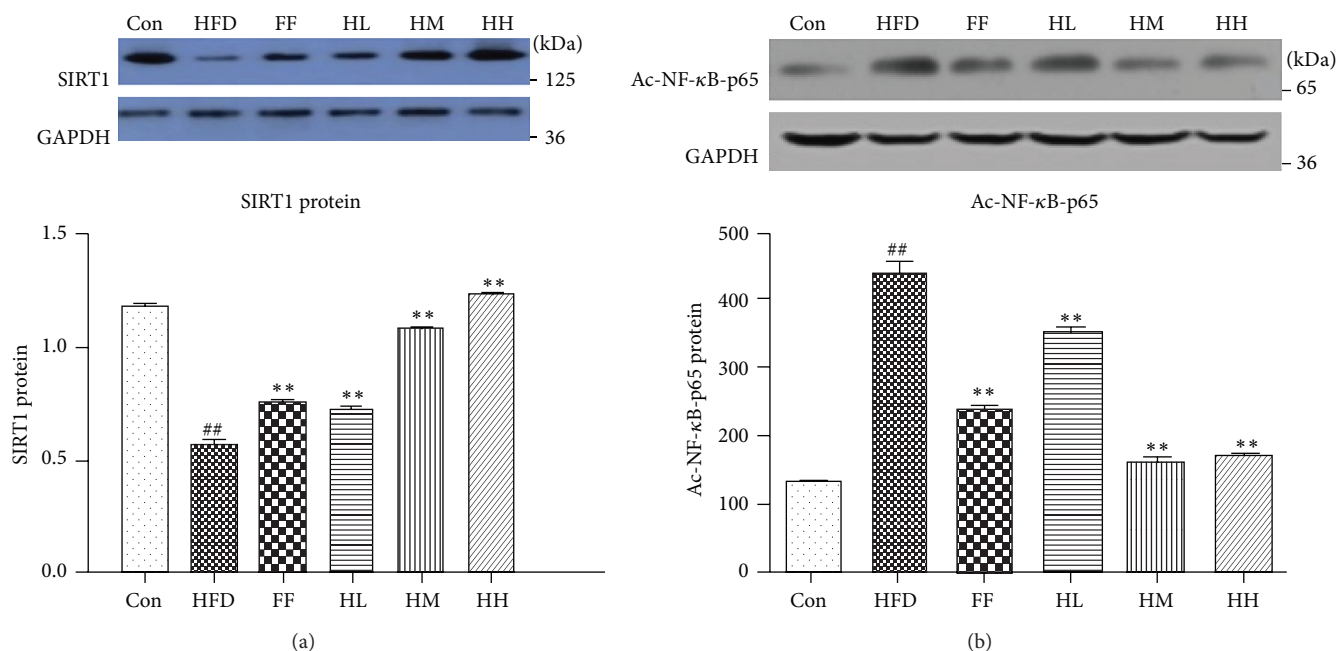 Con HFD FF HL HM HH
(kDa)
SIRT1
125
GAPDH
36
SIRT1 protein
1.5
1.0
0.5
0.0
SIRT1 protein
##
**
**
**
**
Con HFD FF HL HM HH
(a)
Con HFD FF HL HM HH
(kDa)
Ac-NF-κB-p65
65
GAPDH
36
Ac-NF-κB-p65
500
400
300
200
100
0
Ac-NF-κB-p65 protein
##
**
**
**
**
Con HFD FF HL HM HH
(b)